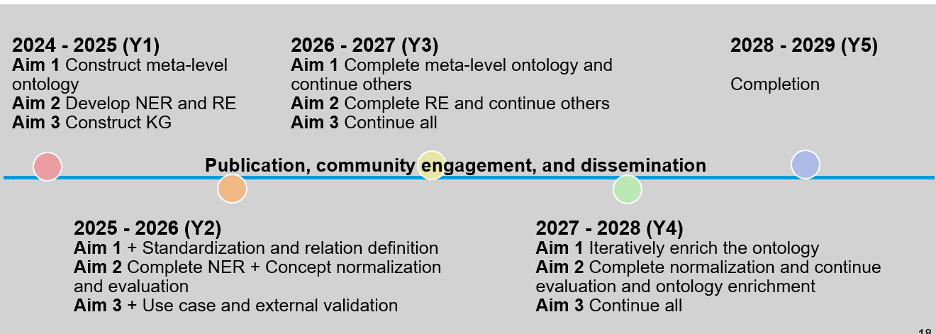 2024 - 2025 (Y1)
Aim 1 Construct meta-level
ontology
Aim 2 Develop NER and RE
Aim 3 Construct KG
2026 - 2027 (Y3)
Aim 1 Complete meta-level ontology and
continue others
Aim 2 Complete RE and continue others
Aim 3 Continue all
2028 - 2029 (Y5)
Completion
Publication, community engagement, and dissemination
2025 - 2026 (Y2)
Aim 1 + Standardization and relation definition
Aim 2 Complete NER + Concept normalization
and evaluation
Aim 3 + Use case and external validation
2027 - 2028 (Y4)
Aim 1 Iteratively enrich the ontology
Aim 2 Complete normalization and continue
evaluation and ontology enrichment
Aim 3 Continue all
18